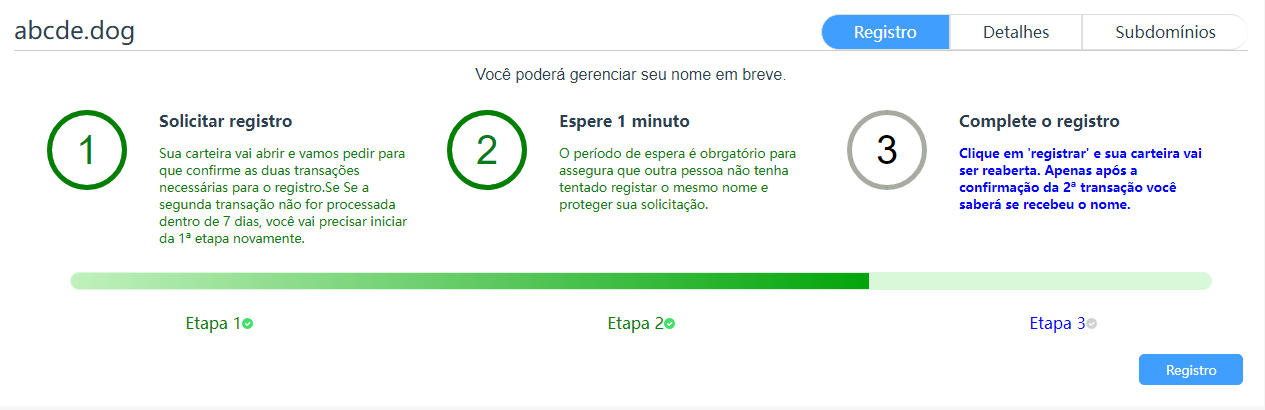 abcde.dog
Registro
Detalhes
Subdomínios
Você poderá gerenciar seu nome em breve.
1
Solicitar registro
Sua carteira vai abrir e vamos pedir para
que confirme as duas transações
necessárias para o registro.Se Se a
segunda transação não for processada
dentro de 7 dias, você vai precisar iniciar
da 1ª etapa novamente.
2
Espere 1 minuto
O período de espera é obrgatório para
assegura que outra pessoa não tenha
tentado registar o mesmo nome e
proteger sua solicitação.
3
Complete o registro
Clique em 'registrar' e sua carteira vai
ser reaberta. Apenas após a
confirmação da 2ª transação você
saberá se recebeu o nome.
Etapa 1
Etapa 2
Etapa 3
Registro